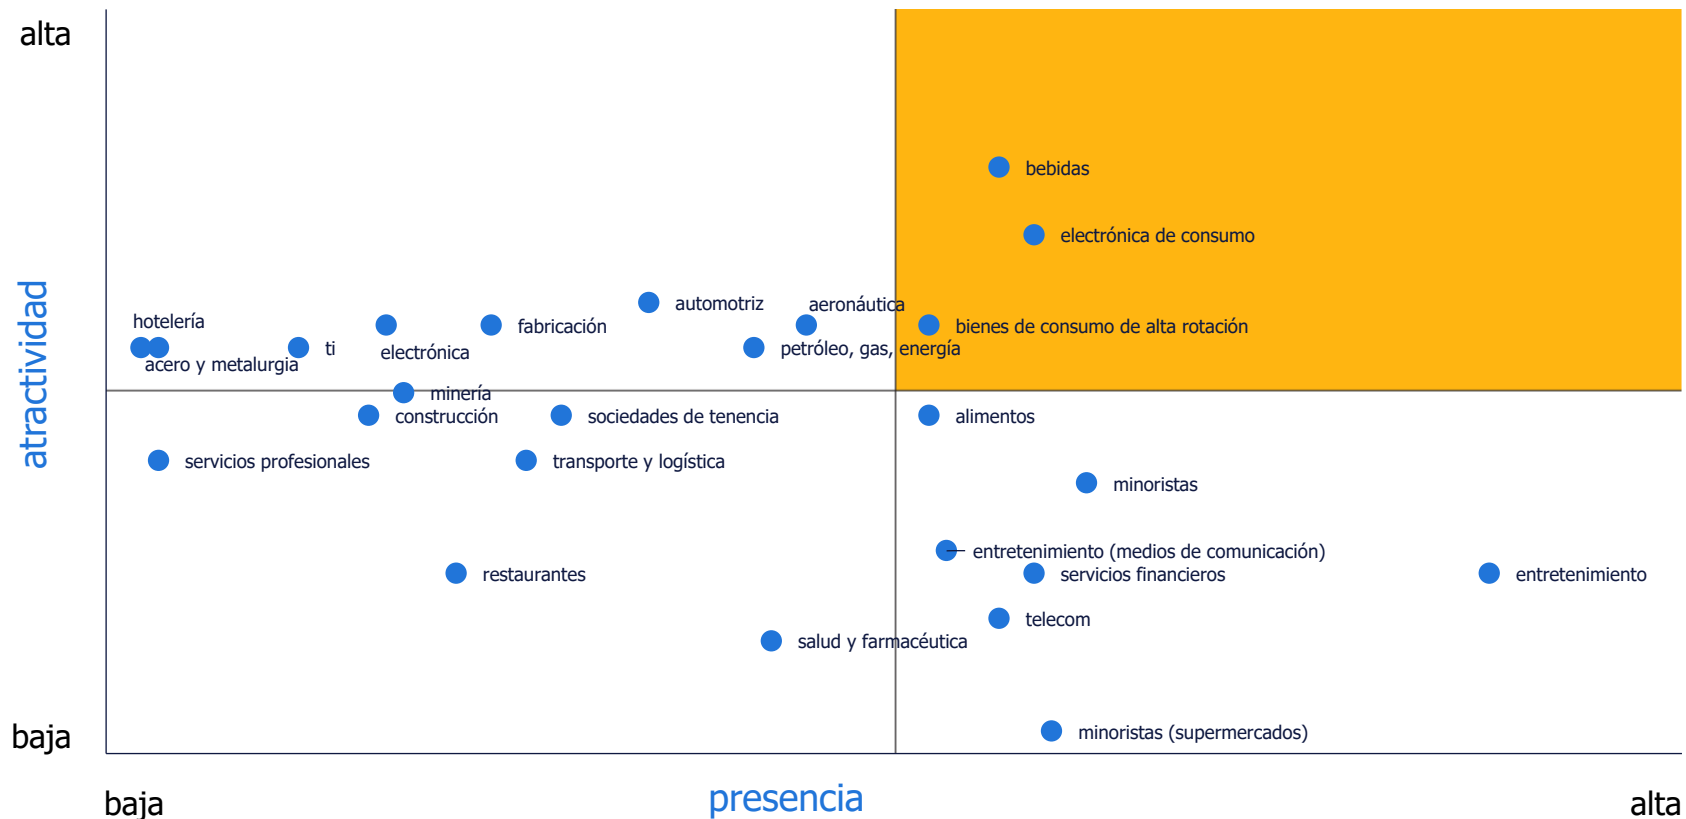 alta
bebidas
electrónica de consumo
automotriz
aeronáutica
hotelería
fabricación
bienes de consumo de alta rotación
ti
electrónica
petróleo, gas, energía
acero y metalurgia
atractividad
minería
construcción
sociedades de tenencia
alimentos
servicios profesionales
transporte y logística
minoristas
entretenimiento (medios de comunicación)
restaurantes
servicios financieros
entretenimiento
telecom
salud y farmacéutica
minoristas (supermercados)
baja
baja
presencia
alta